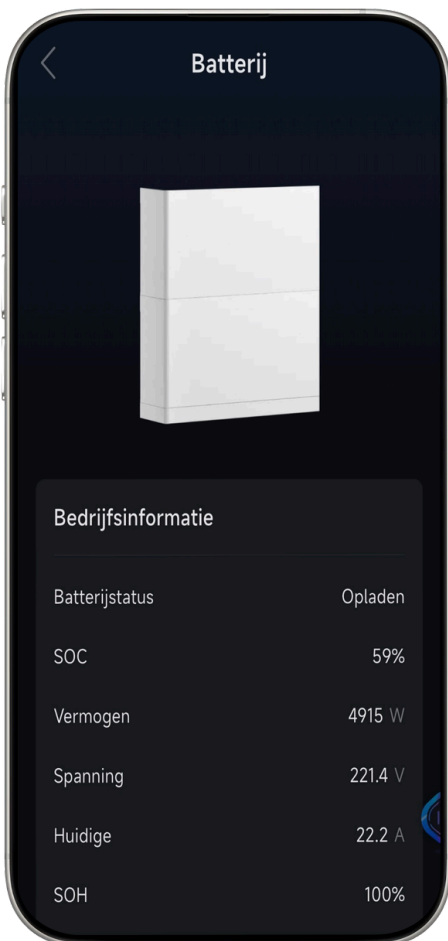 Batterij
Bedrijfsinformatie
Batterijstatus Opladen
SOC 59%
Vermogen 4915 W
Spanning 221.4 V
Huidige 22.2 A
SOH 100%